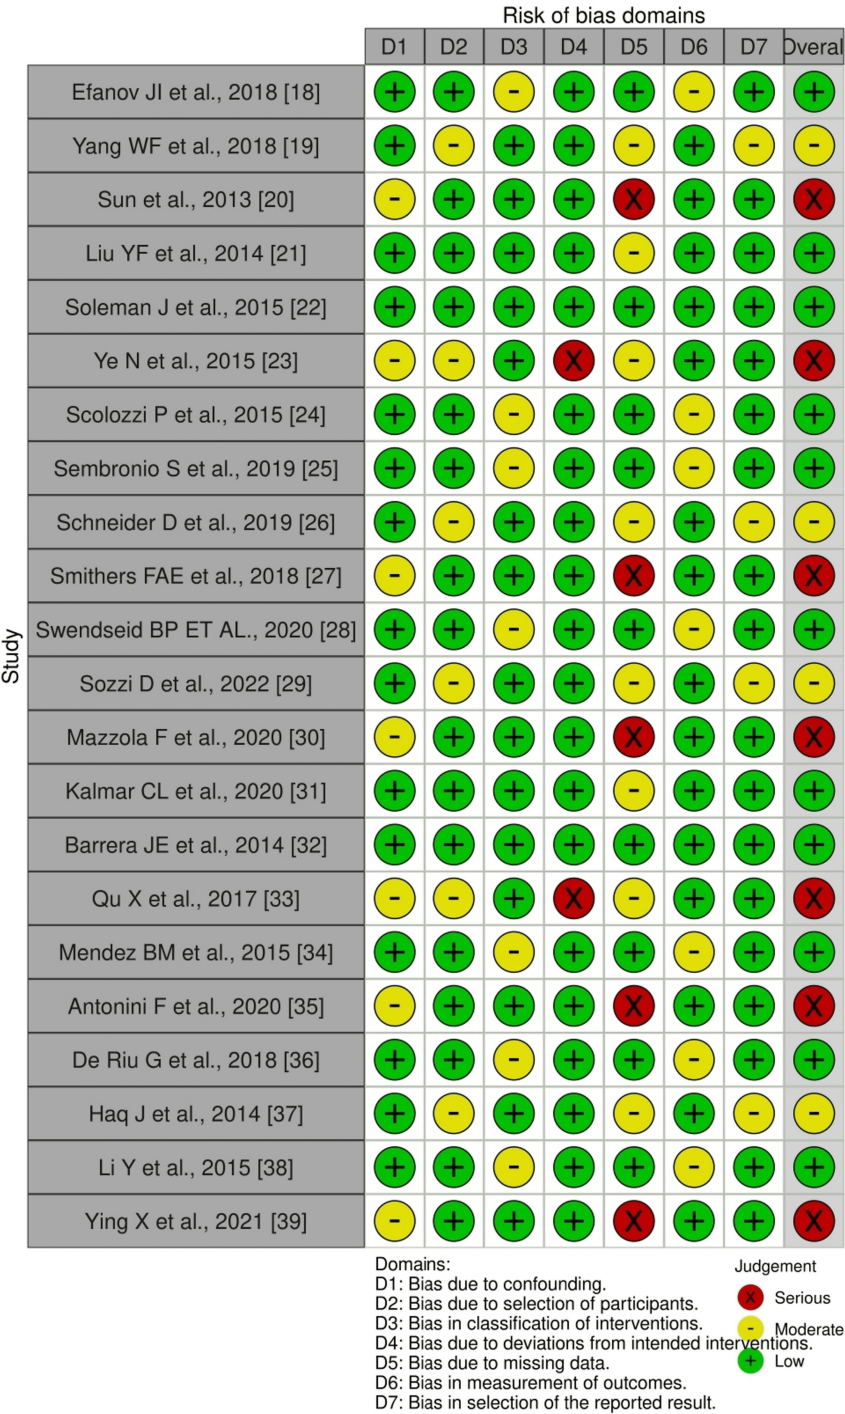 Risk of bias domains
D1 D2 D3 D4 D5 D6 D7 Overal
Study
Efanov JI et al., 2018 [18] + + - + + - + +
Yang WF et al., 2018 [19] + - + + - + - -
Sun et al., 2013 [20] - + + + X + + X
Liu YF et al., 2014 [21] + + + + - + + +
Soleman J et al., 2015 [22] + + + + + + + +
Ye N et al., 2015 [23] - - + X - + + X
Scolozzi P et al., 2015 [24] + + - + + - + +
Sembronio S et al., 2019 [25] + + - + + - + +
Schneider D et al., 2019 [26] + - + + - + - -
Smithers FAE et al., 2018 [27] - + + + X + + X
Swendseid BP ET AL., 2020 [28] + + - + + - + +
Sozzi D et al., 2022 [29] + - + + - + - -
Mazzola F et al., 2020 [30] - + + + X + + X
Kalmar CL et al., 2020 [31] + + + + - + + +
Barrera JE et al., 2014 [32] + + + + + + + +
Qu X et al., 2017 [33] - - + X - + + X
Mendez BM et al., 2015 [34] + + - + + - + +
Antonini F et al., 2020 [35] - + + + X + + X
De Riu G et al., 2018 [36] + + - + + - + +
Haq J et al., 2014 [37] + - + + - + - -
Li Y et al., 2015 [38] + + - + + - + +
Ying X et al., 2021 [39] - + + + X + + X
Domains:
D1: Bias due to confounding.
D2: Bias due to selection of participants.
D3: Bias in classification of interventions.
D4: Bias due to deviations from intended interventions.
D5: Bias due to missing data.
D6: Bias in measurement of outcomes.
D7: Bias in selection of the reported result.
Judgement
X Serious
- Moderate
+ Low